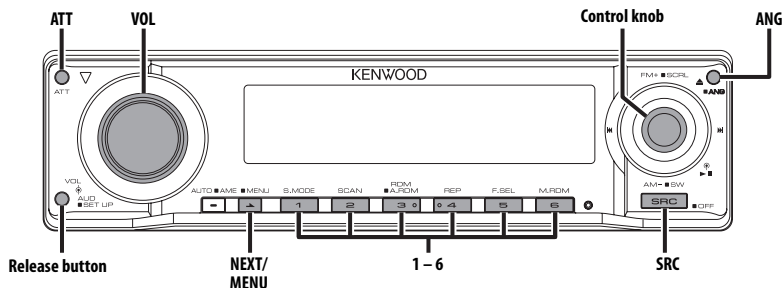 ATT
VOL
Control knob
ANG
KENWOOD
FM+ ■ SCRL
ATT
■ ANG
VOL
AUD
■ SET UP
AUTO ■ AME
■ MENU
S.MODE
SCAN
RDM
■ A.RDM
REP
F.SEL
M.RDM
AM– ■ SW
1
2
3
4
5
6
SRC
■ OFF
Release button
NEXT/
MENU
1 – 6
SRC